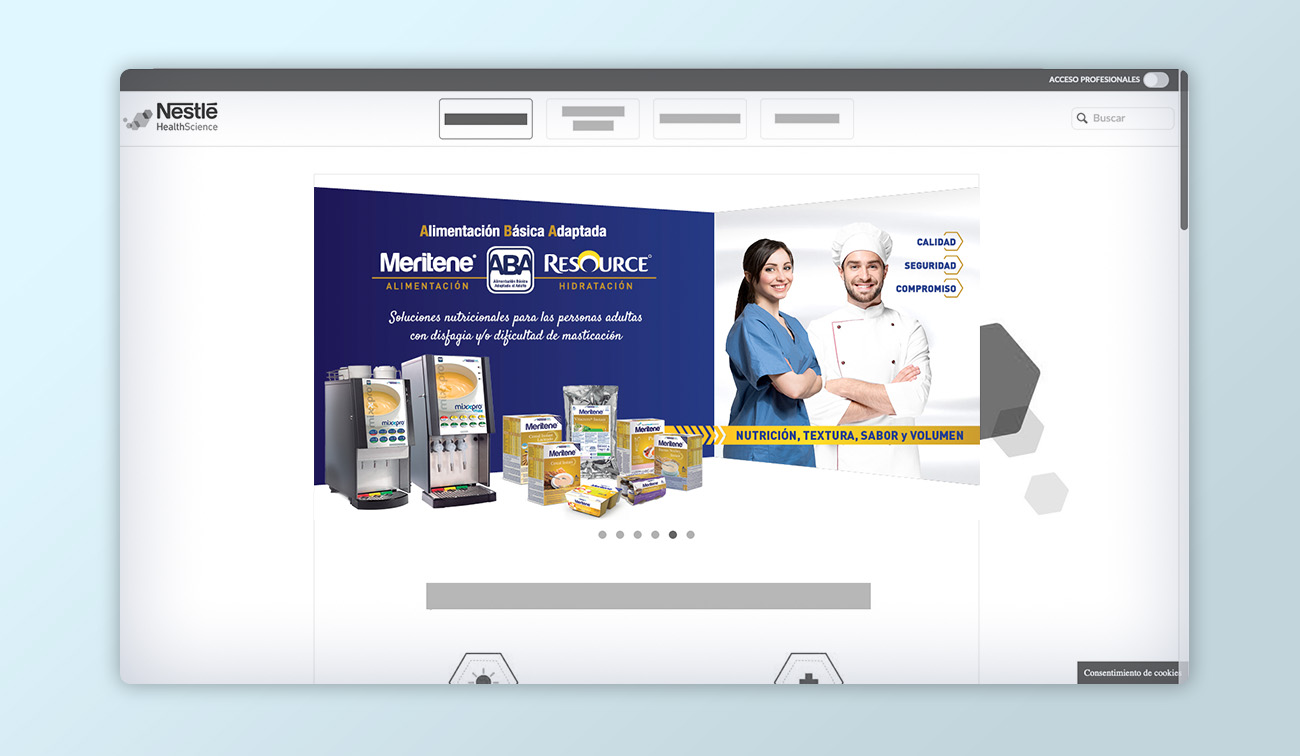 ACCESO PROFESIONALES
Nestlé
HealthScience
Buscar
Alimentación Básica Adaptada
Meritene®
ALIMENTACIÓN
ABA
Alimentación Básica
Adaptada al Adulto
RESOURCE®
HIDRATACIÓN
Soluciones nutricionales para las personas adultas
con disfagia y/o dificultad de masticación
CALIDAD
SEGURIDAD
COMPROMISO
mixxpro
mixxpro
mixxpro
mixxpro
Meritene
Meritene
Meritene
Meritene
Meritene
NUTRICIÓN, TEXTURA, SABOR y VOLUMEN
Consentimiento de cookies